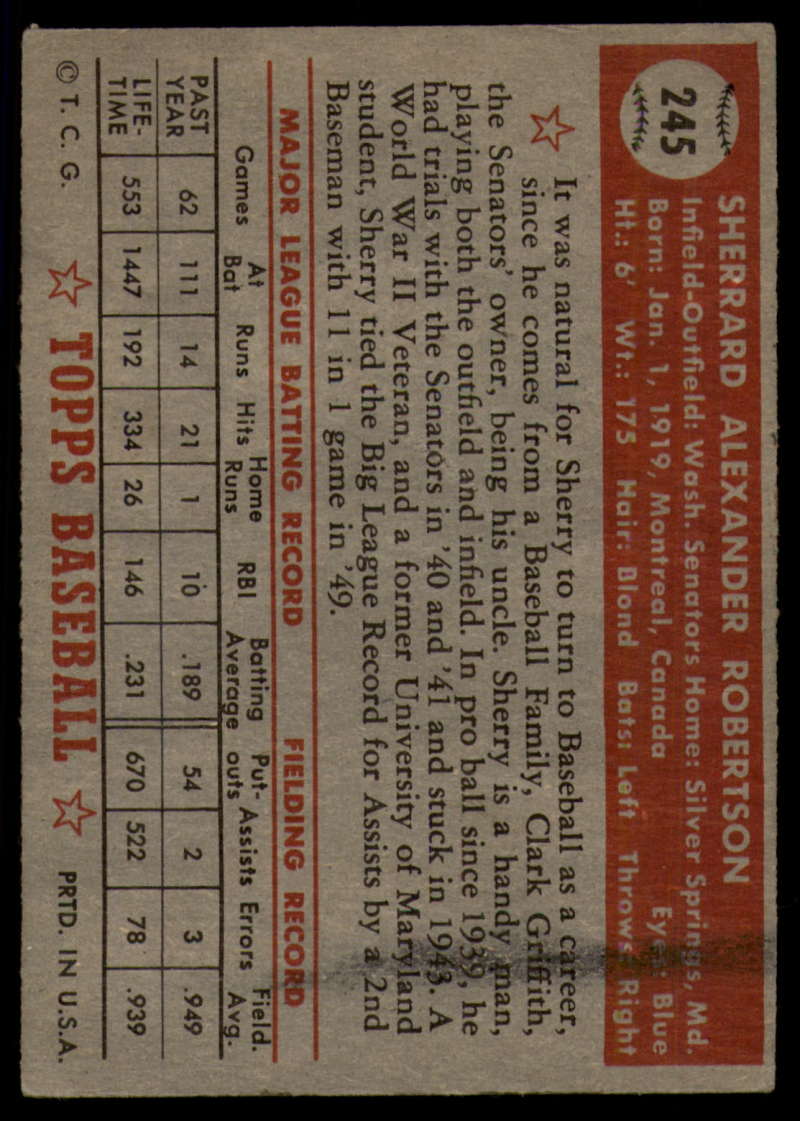 245
SHERRARD ALEXANDER ROBERTSON
Infield-Outfield: Wash. Senators Home: Silver Springs, Md.
Born: Jan. 1, 1919, Montreal, Canada Eyes: Blue
Ht.: 6' Wt.: 175 Hair: Blond Bats: Left Throws: Right
It was natural for Sherry to turn to Baseball as a career,
since he comes from a Baseball Family, Clark Griffith,
the Senators' owner, being his uncle. Sherry is a handy man,
playing both the outfield and infield. In pro ball since 1939, he
had trials with the Senators in '40 and '41 and stuck in 1943. A
World War II Veteran, and a former University of Maryland
student, Sherry tied the Big League Record for Assists by a 2nd
Baseman with 11 in 1 game in '49.
MAJOR LEAGUE BATTING RECORD FIELDING RECORD
Games At Bat Runs Hits Home Runs RBI Batting Average Put-outs Assists Errors Field. Avg.
PAST YEAR 62 111 14 21 1 10 .189 54 2 3 .949
LIFE-TIME 553 1447 192 334 26 146 .231 670 522 78 .939
© T. C. G. ☆ TOPPS BASEBALL ☆ PRTD. IN U.S.A.